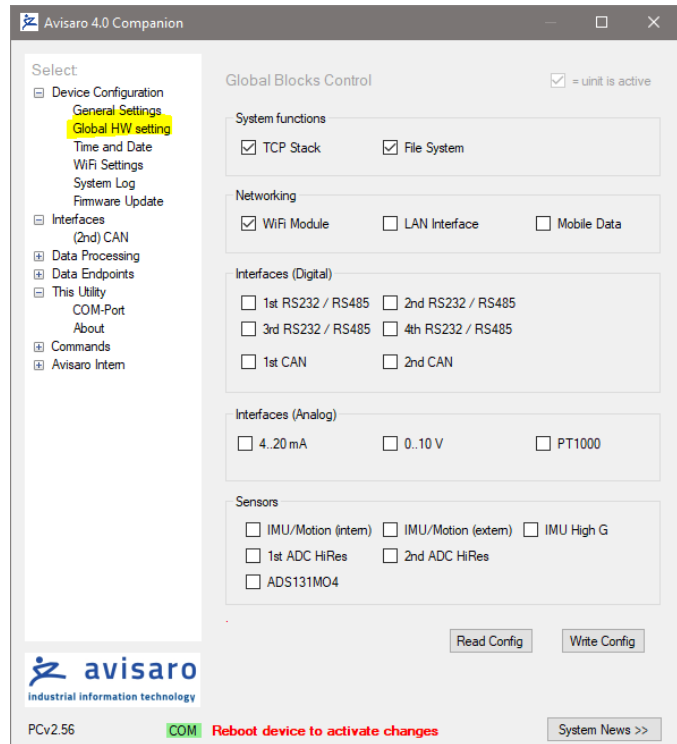 Avisaro 4.0 Companion
Select:
Device Configuration
General Settings
Global HW setting
Time and Date
WiFi Settings
System Log
Firmware Update
Interfaces
(2nd) CAN
Data Processing
Data Endpoints
This Utility
COM-Port
About
Commands
Avisaro Intern
Global Blocks Control
= uinit is active
System functions
TCP Stack File System
Networking
WiFi Module LAN Interface Mobile Data
Interfaces (Digital)
1st RS232 / RS485 2nd RS232 / RS485
3rd RS232 / RS485 4th RS232 / RS485
1st CAN 2nd CAN
Interfaces (Analog)
4..20 mA 0..10 V PT1000
Sensors
IMU/Motion (intern) IMU/Motion (extern) IMU High G
1st ADC HiRes 2nd ADC HiRes
ADS131MO4
.
Read Config Write Config
avisaro
industrial information technology
PCv2.56 COM Reboot device to activate changes System News >>